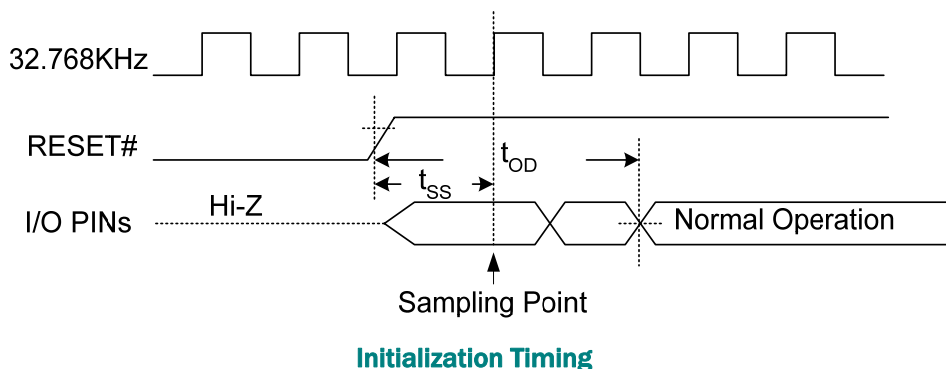 32.768KHz
RESET#
tOD
tSS
I/O PINs
Hi-Z
Normal Operation
Sampling Point
Initialization Timing